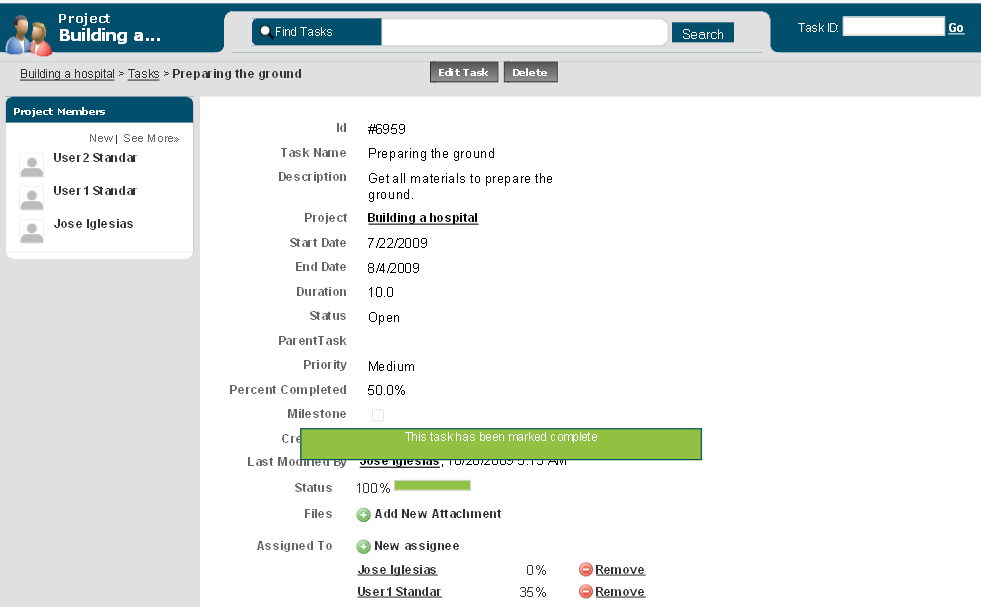 Project
Building a...
Find Tasks
Search
Task ID:
Go
Building a hospital > Tasks > Preparing the ground
Edit Task
Delete
Project Members
New | See More»
User2 Standar
User1 Standar
Jose Iglesias
Id #6959
Task Name Preparing the ground
Description Get all materials to prepare the
ground.
Project Building a hospital
Start Date 7/22/2009
End Date 8/4/2009
Duration 10.0
Status Open
ParentTask
Priority Medium
Percent Completed 50.0%
Milestone
Cre
This task has been marked complete
Last Modified By Jose Iglesias, 10/20/2009 5:15 AM
Status 100%
Files Add New Attachment
Assigned To New assignee
Jose Iglesias 0% Remove
User1 Standar 35% Remove